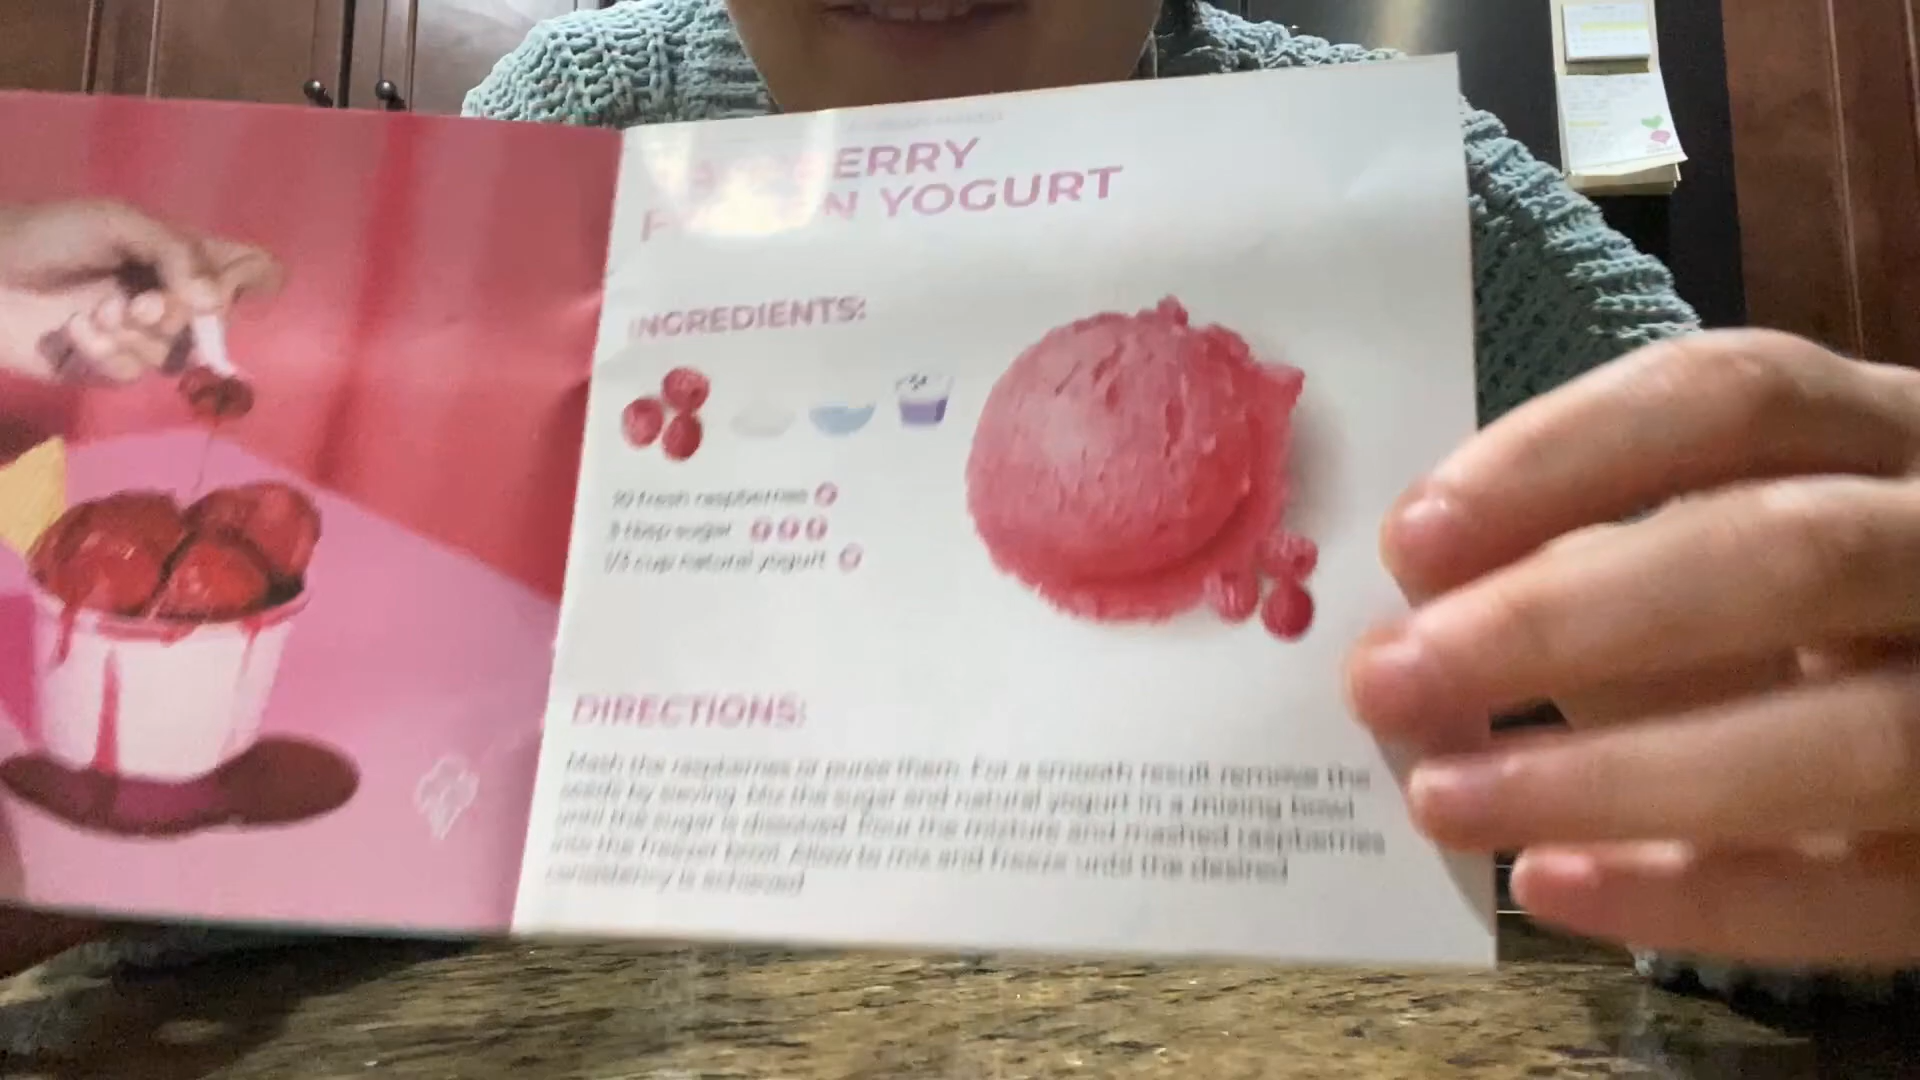 RASPBERRY
FROZEN YOGURT
INGREDIENTS:
10 fresh raspberries
3 tbsp sugar
1/3 cup natural yogurt
DIRECTIONS:
Mash the raspberries or puree them. For a smooth result remove the
seeds by sieving. Mix the sugar and natural yogurt in a mixing bowl
until the sugar is dissolved. Pour the mixture and mashed raspberries
into the freezer bowl. Allow to mix and freeze until the desired
consistency is achieved